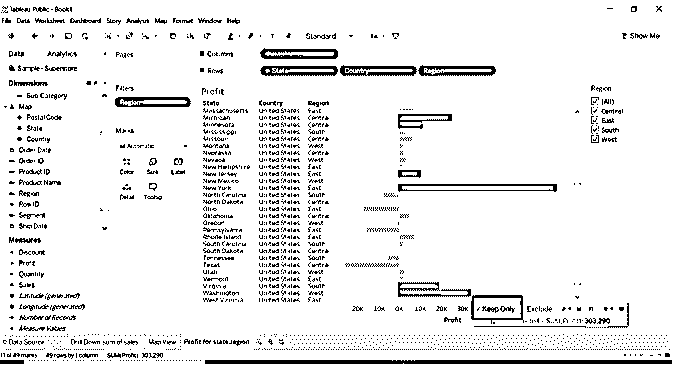 Tableau Public - Book1
File Data Worksheet Dashboard Story Analysis Map Format Window Help
Standard
Show Me
Data Analytics
Pages
Columns
Sample - Superstore
Rows State Country Region
Dimensions
Sub-Category
Map
Postal Code
State
Country
Order Date
Order ID
Product ID
Product Name
Region
Row ID
Segment
Ship Date
Measures
Discount
Profit
Quantity
Sales
Latitude (generated)
Longitude (generated)
Number of Records
Measure Values
Filters
Region
Marks
Automatic
Color Size Label
Detail Tooltip
Profit
State Country Region
Massachusetts United States East
Michigan United States Central
Minnesota United States Central
Mississippi United States South
Missouri United States Central
Montana United States West
Nebraska United States Central
Nevada United States West
New Hampshire United States East
New Jersey United States East
New Mexico United States West
New York United States East
North Carolina United States South
North Dakota United States Central
Ohio United States East
Oklahoma United States Central
Oregon United States West
Pennsylvania United States East
Rhode Island United States East
South Carolina United States South
South Dakota United States Central
Tennessee United States South
Texas United States Central
Utah United States West
Vermont United States East
Virginia United States South
Washington United States West
West Virginia United States East
20K 10K 0K 10K 20K 30K
Profit
Keep Only Exclude
303,290
Region
(All)
Central
East
South
West
Data Source Drill Down sum of sales Map View Profit for state,region
11 of 49 marks 49 rows by 1 column SUM(Profit): 303,290